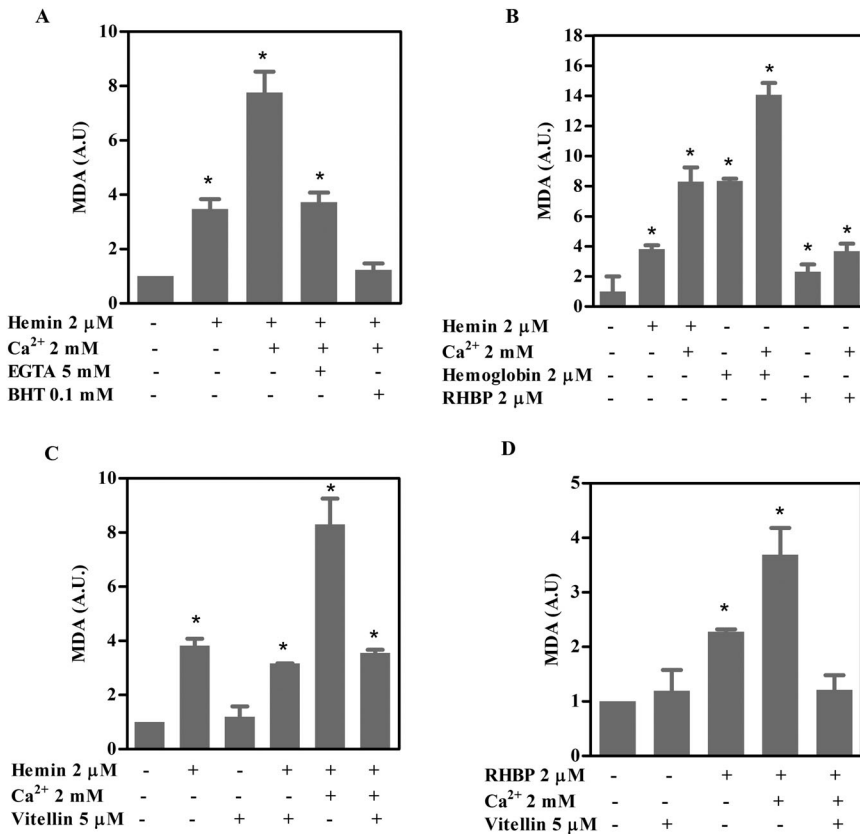 A
10
8
6
4
2
0
MDA (A.U)
* * *
Hemin 2 µM - + + + +
Ca2+ 2 mM - - + + +
EGTA 5 mM - - - + -
BHT 0.1 mM - - - - +
B
18
16
14
12
10
8
6
4
2
0
MDA (A.U.)
* * * * * *
Hemin 2 µM - + + - - - -
Ca2+ 2 mM - - + - + - +
Hemoglobin 2 µM - - - + + - -
RHBP 2 µM - - - - - + +
C
10
8
6
4
2
0
MDA (A.U.)
* * * *
Hemin 2 µM - + - + + +
Ca2+ 2 mM - - - - + +
Vitellin 5 µM - - + + - +
D
5
4
3
2
1
0
MDA (A.U)
* *
RHBP 2 µM - - + + +
Ca2+ 2 mM - - - + +
Vitellin 5 µM - + - - +